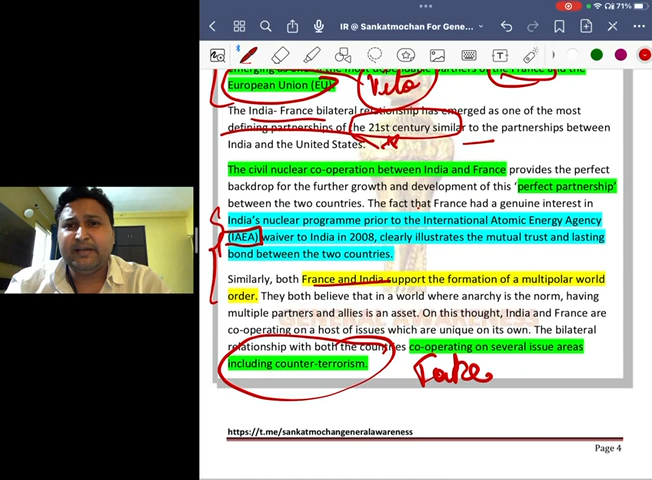 71%
IR @ Sankatmochan For Gene...
European Union (EU).
Veto
The India- France bilateral relationship has emerged as one of the most
defining partnerships of the 21st century similar to the partnerships between
India and the United States.
The civil nuclear co-operation between India and France provides the perfect
backdrop for the further growth and development of this ‘perfect partnership’
between the two countries. The fact that France had a genuine interest in
India’s nuclear programme prior to the International Atomic Energy Agency
(IAEA) waiver to India in 2008, clearly illustrates the mutual trust and lasting
bond between the two countries.
Similarly, both France and India support the formation of a multipolar world
order. They both believe that in a world where anarchy is the norm, having
multiple partners and allies is an asset. On this thought, India and France are
co-operating on a host of issues which are unique on its own. The bilateral
relationship with both the countries co-operating on several issue areas
including counter-terrorism.
GENERAL AWARENESS
https://t.me/sankatmochangeneralawareness
Page 4